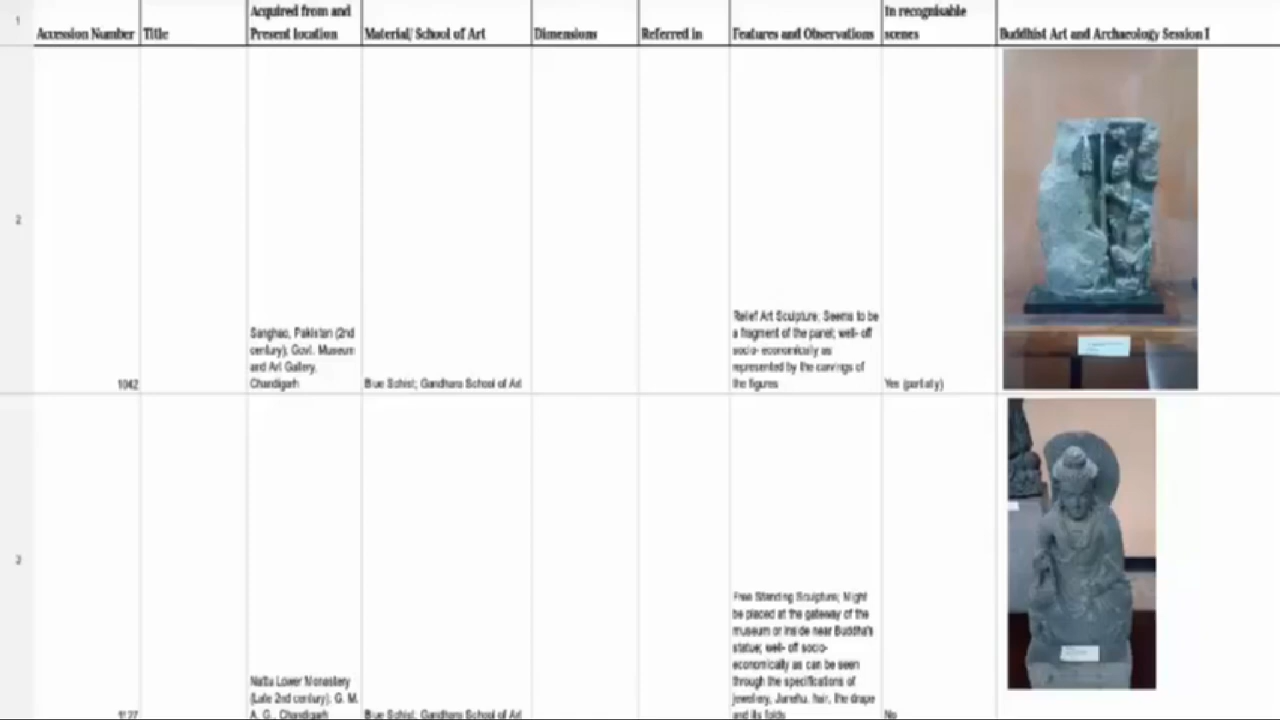 1
Accession Number
Title
Acquired from and
Present location
Material/ School of Art
Dimensions
Referred in
Features and Observations
In recognisable
scenes
Buddhist Art and Archaeology Session I
2
1042
Sanghao, Pakistan (2nd
century), Govt. Museum
and Art Gallery,
Chandigarh
Blue Schist; Gandhara School of Art
Relief Art Sculpture; Seems to be
a fragment of the panel; well- off
socio- economically as
represented by the carvings of
the figures
Yes (partially)
3
1127
Nattu Lower Monastery
(Late 2nd century), G. M.
A. G., Chandigarh
Blue Schist; Gandhara School of Art
Free Standing Sculpture; Might
be placed at the gateway of the
museum or inside near Buddha's
statue; well- off socio-
economically as can be seen
through the specifications of
jewellery, hair, the drape
and its folds
No